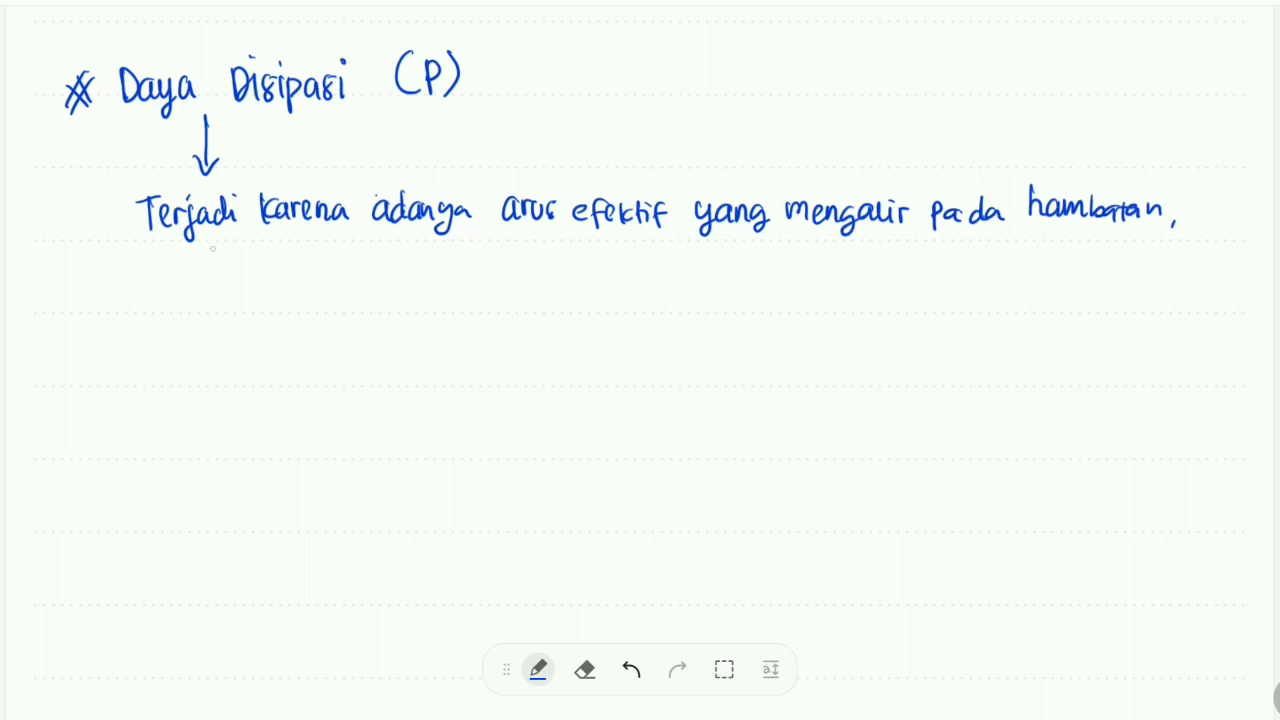 * Daya Disipasi (P)
Terjadi karena adanya arus efektif yang mengalir pada hambatan,